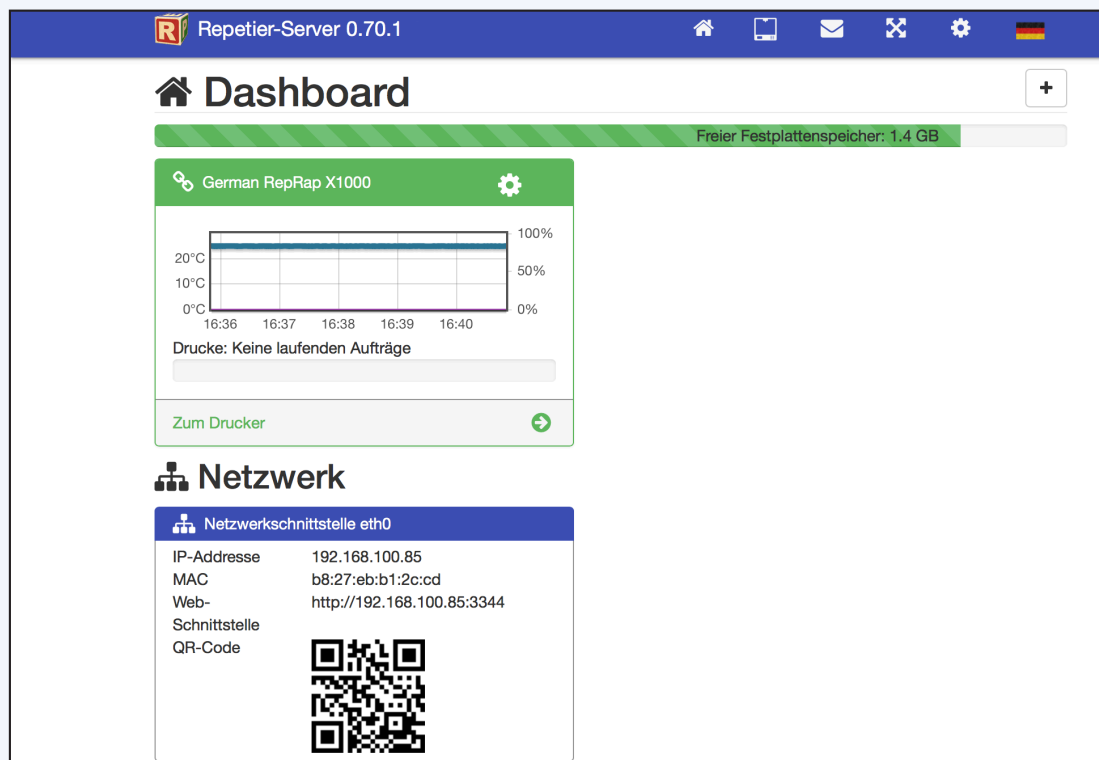 Repetier-Server 0.70.1
Dashboard
+
Freier Festplattenspeicher: 1.4 GB
German RepRap X1000
100%
20°C
50%
10°C
0°C
0%
16:36 16:37 16:38 16:39 16:40
Drucke: Keine laufenden Aufträge
Zum Drucker
Netzwerk
Netzwerkschnittstelle eth0
IP-Addresse 192.168.100.85
MAC b8:27:eb:b1:2c:cd
Web- http://192.168.100.85:3344
Schnittstelle
QR-Code